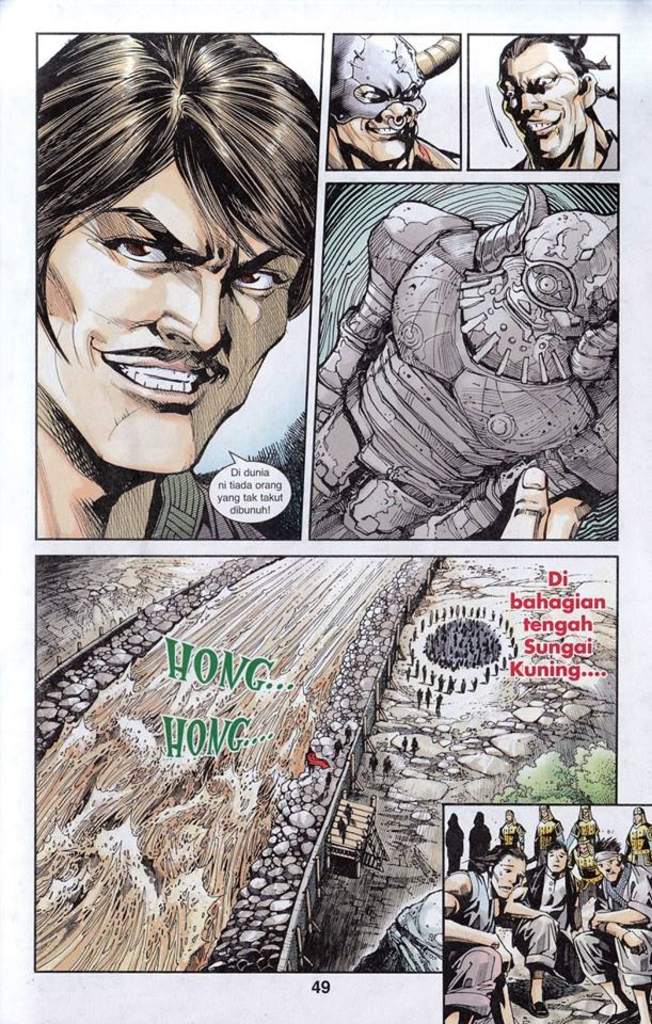 Di dunia
ni tiada orang
yang tak takut
dibunuh!
Di
bahagian
tengah
Sungai
Kuning....
HONG...
HONG....
49